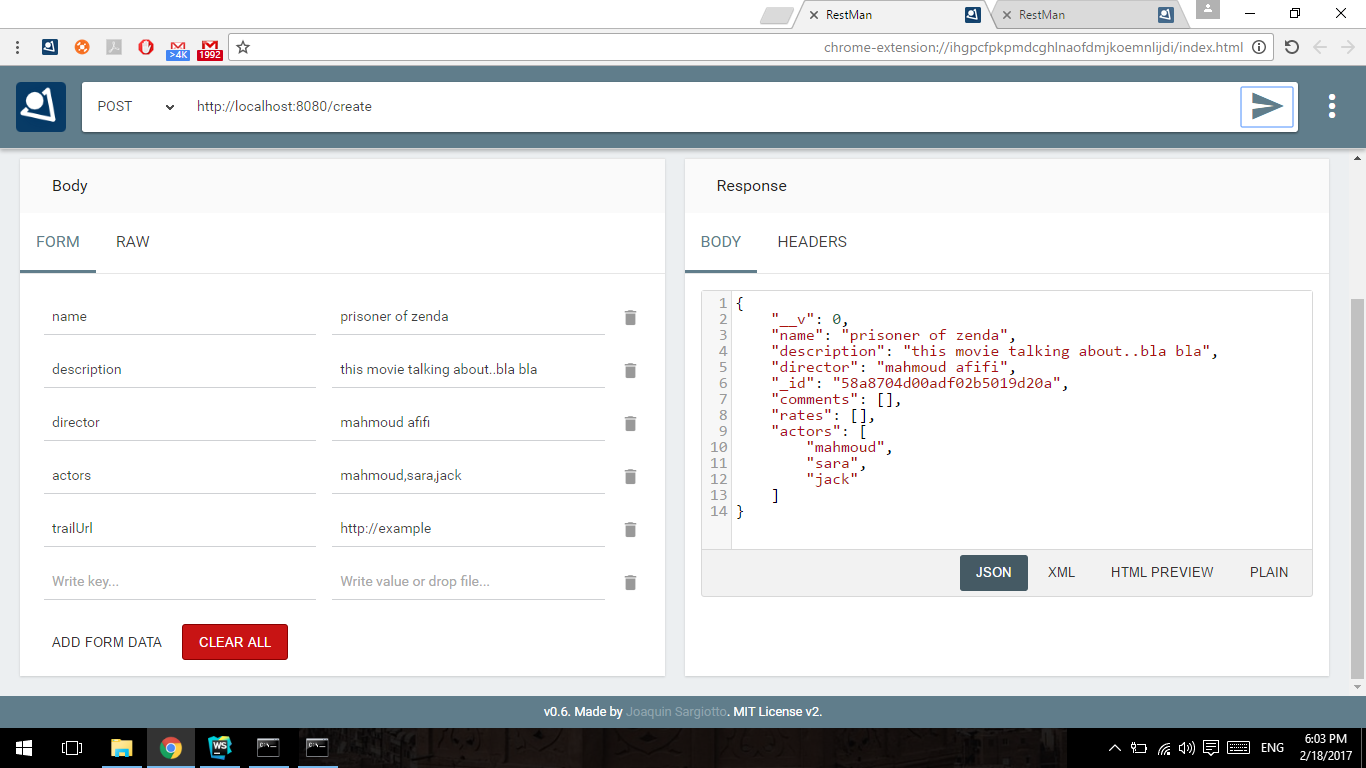 RestMan
RestMan
>4K
1992
chrome-extension://ihgpcfpkpmdcghlnaofdmjkoemnlijdi/index.html
POST
http://localhost:8080/create
Body
FORM RAW
name prisoner of zenda
description this movie talking about..bla bla
director mahmoud afifi
actors mahmoud,sara,jack
trailUrl http://example
Write key... Write value or drop file...
ADD FORM DATA CLEAR ALL
Response
BODY HEADERS
1 {
2 "__v": 0,
3 "name": "prisoner of zenda",
4 "description": "this movie talking about..bla bla",
5 "director": "mahmoud afifi",
6 "_id": "58a8704d00adf02b5019d20a",
7 "comments": [],
8 "rates": [],
9 "actors": [
10 "mahmoud",
11 "sara",
12 "jack"
13 ]
14 }
JSON XML HTML PREVIEW PLAIN
v0.6. Made by Joaquin Sargiotto. MIT License v2.
WS
ENG
6:03 PM
2/18/2017